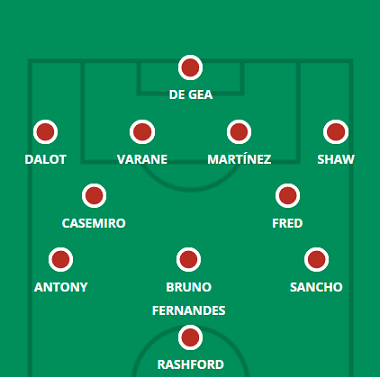 DE GEA
DALOT VARANE MARTÍNEZ SHAW
CASEMIRO FRED
ANTONY BRUNO SANCHO
FERNANDES
RASHFORD